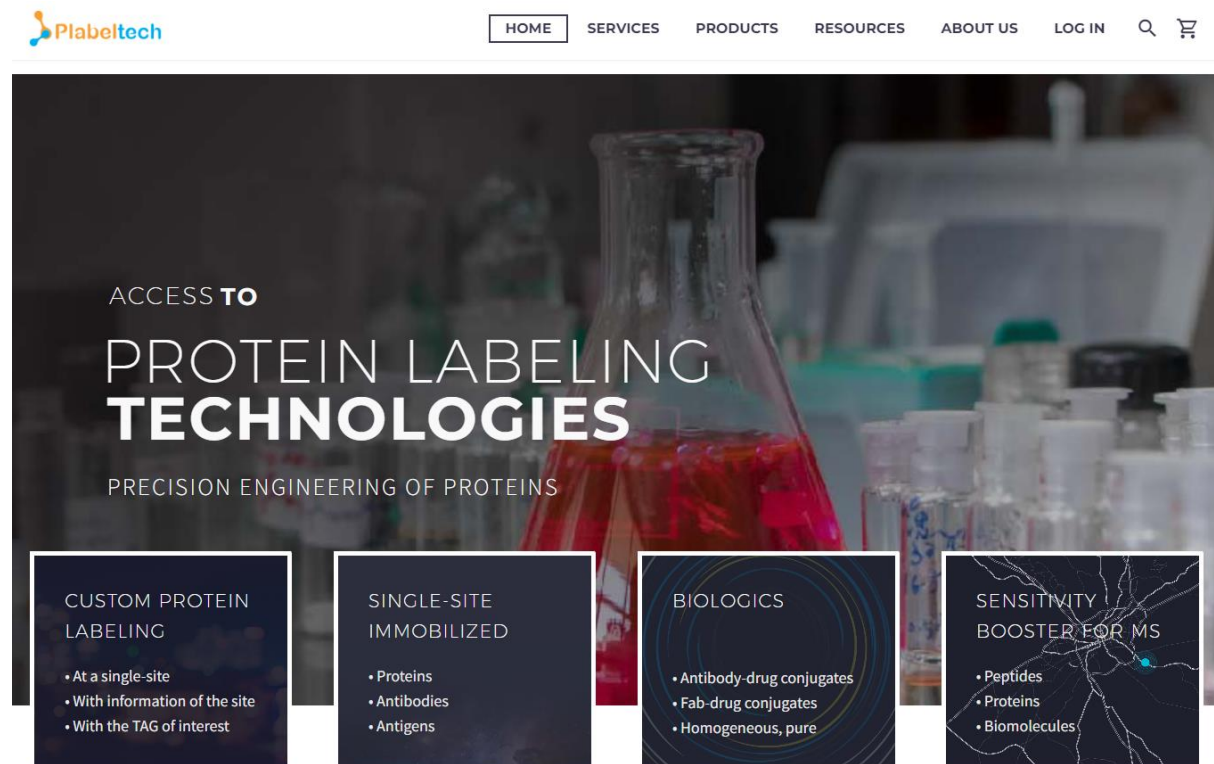 Plabeltech
HOME SERVICES PRODUCTS RESOURCES ABOUT US LOG IN
ACCESS TO
PROTEIN LABELING
TECHNOLOGIES
PRECISION ENGINEERING OF PROTEINS
CUSTOM PROTEIN
LABELING
• At a single-site
• With information of the site
• With the TAG of interest
SINGLE-SITE
IMMOBILIZED
• Proteins
• Antibodies
• Antigens
BIOLOGICS
• Antibody-drug conjugates
• Fab-drug conjugates
• Homogeneous, pure
SENSITIVITY
BOOSTER FOR MS
• Peptides
• Proteins
• Biomolecules